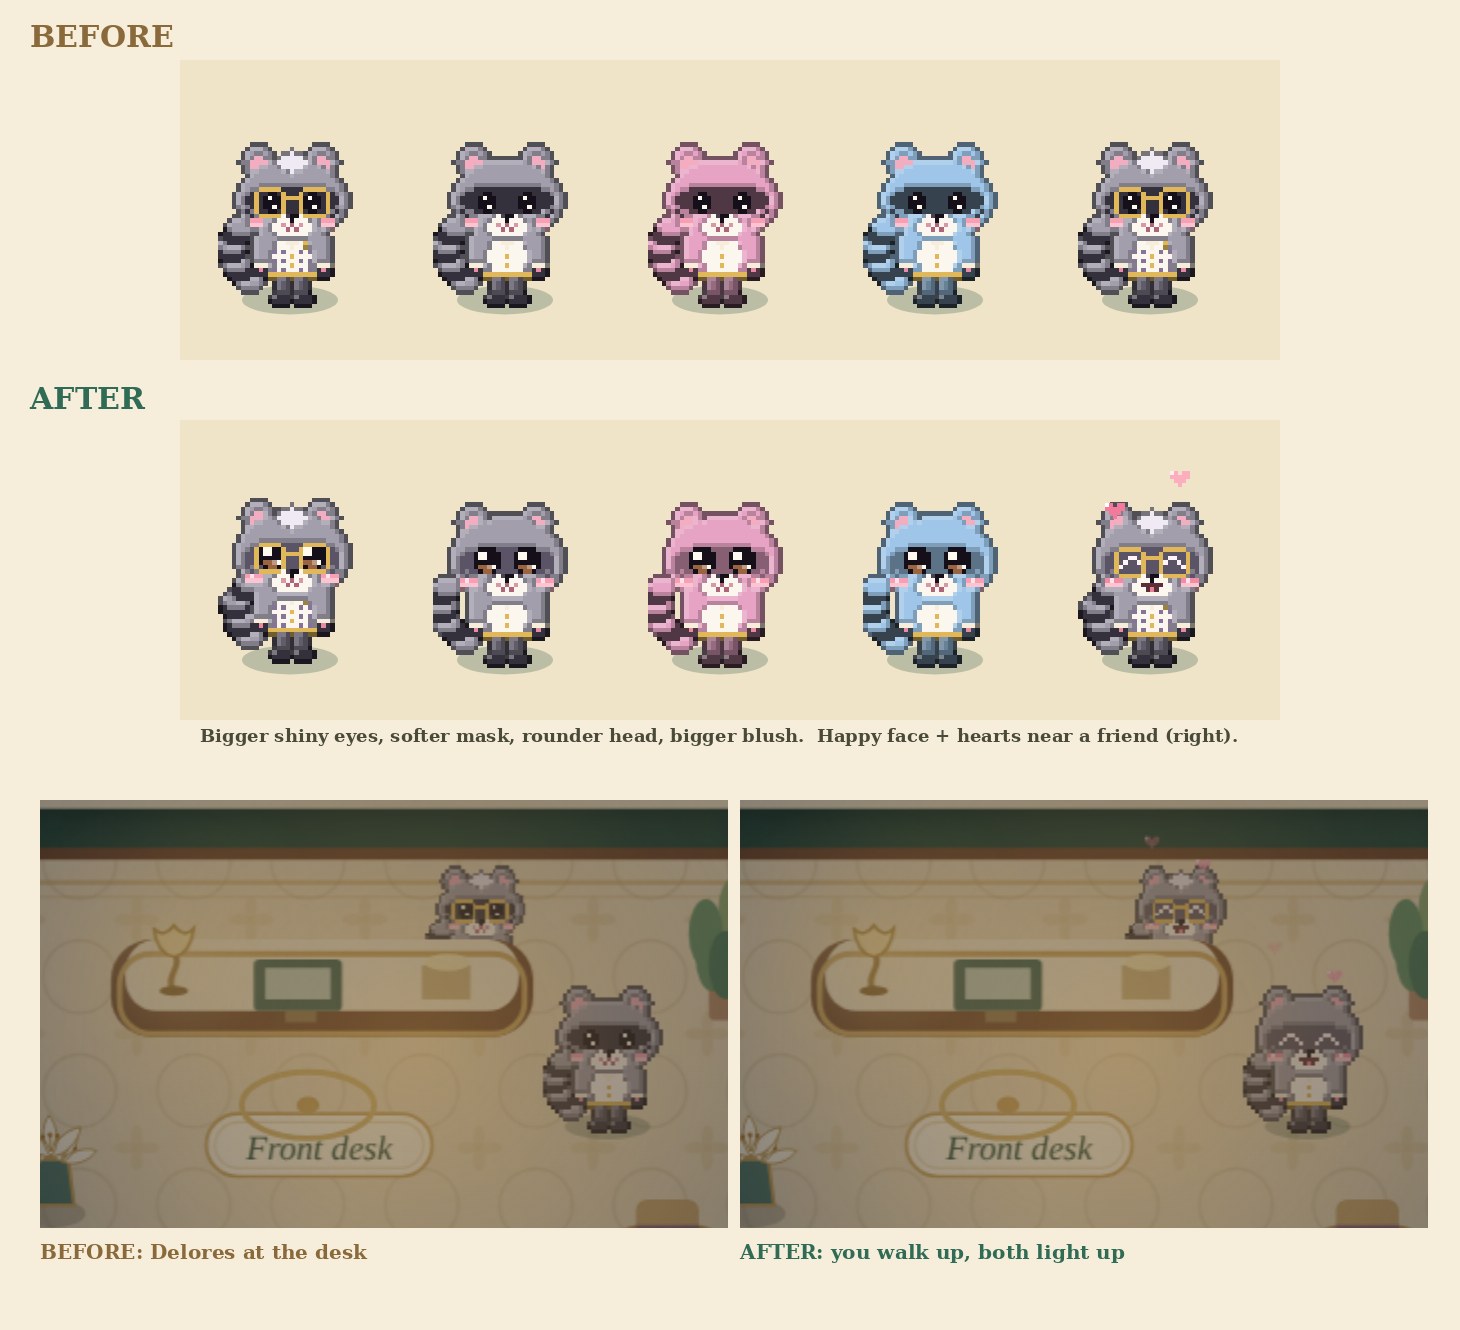 BEFORE
AFTER
Bigger shiny eyes, softer mask, rounder head, bigger blush.  Happy face + hearts near a friend (right).
Front desk
Front desk
BEFORE: Delores at the desk
AFTER: you walk up, both light up